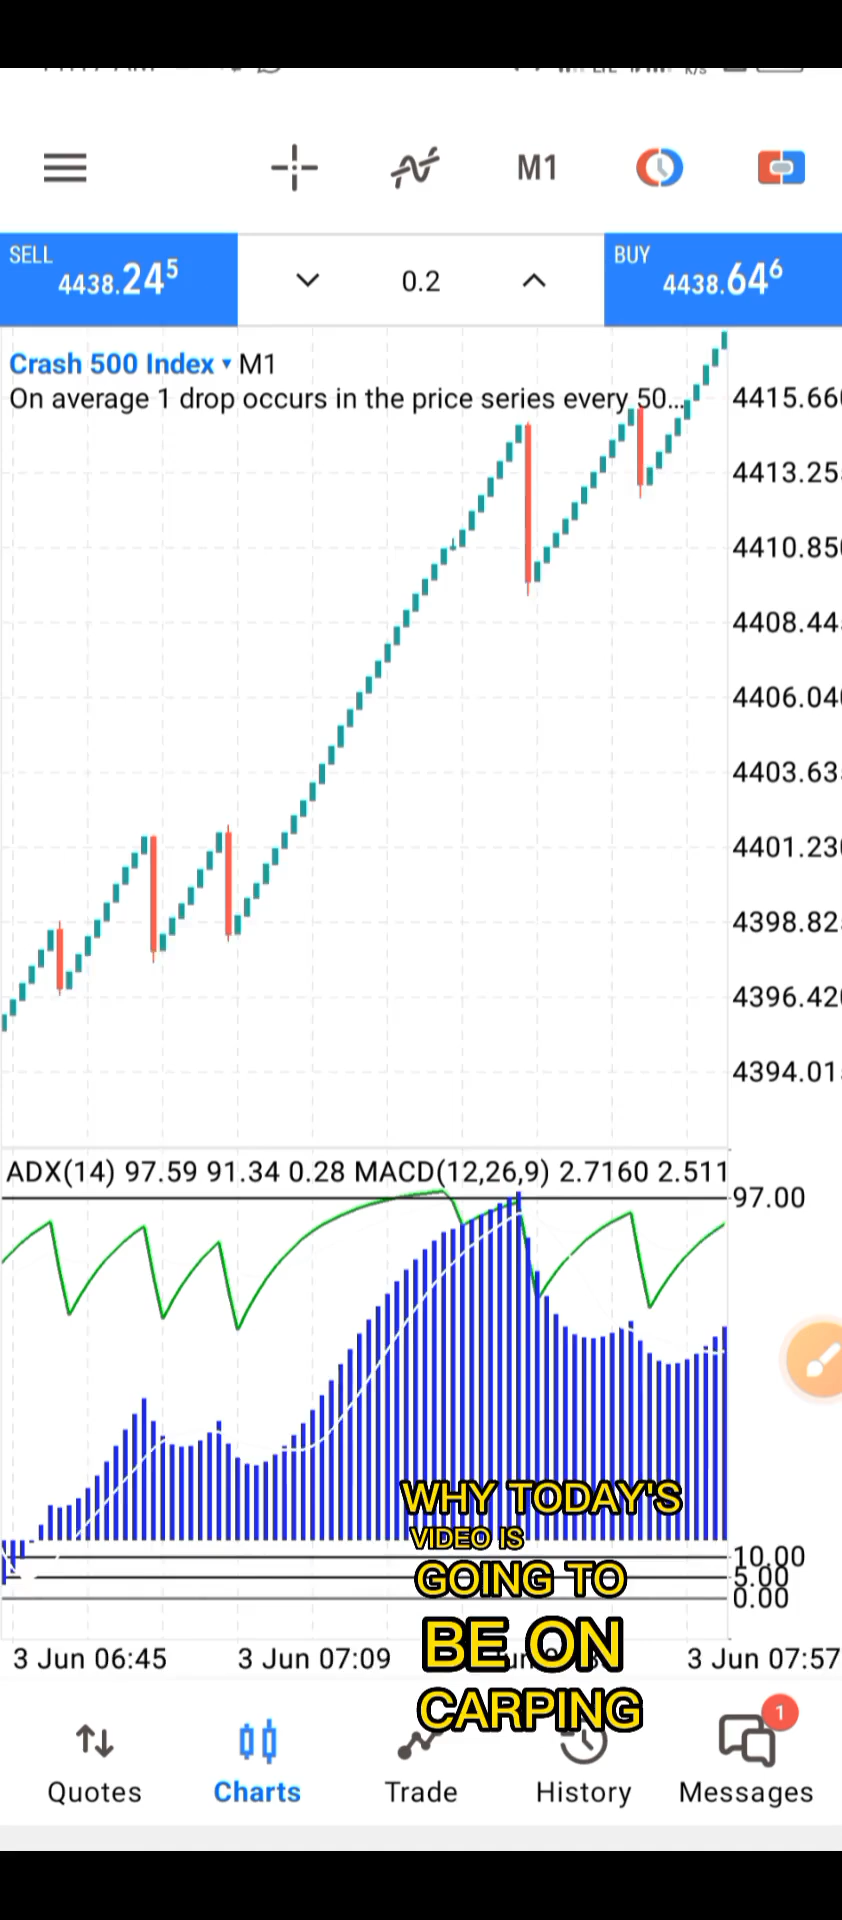 M1
SELL
4438.245
0.2
BUY
4438.646
Crash 500 Index ▾ M1
On average 1 drop occurs in the price series every 50...
4415.66
4413.25
4410.85
4408.44
4406.04
4403.63
4401.23
4398.82
4396.42
4394.01
ADX(14) 97.59 91.34 0.28 MACD(12,26,9) 2.7160 2.511
97.00
10.00
5.00
0.00
WHY TODAY'S
VIDEO IS
GOING TO
BE ON
CARPING
3 Jun 06:45
3 Jun 07:09
3 Jun 07:57
1
Quotes
Charts
Trade
History
Messages